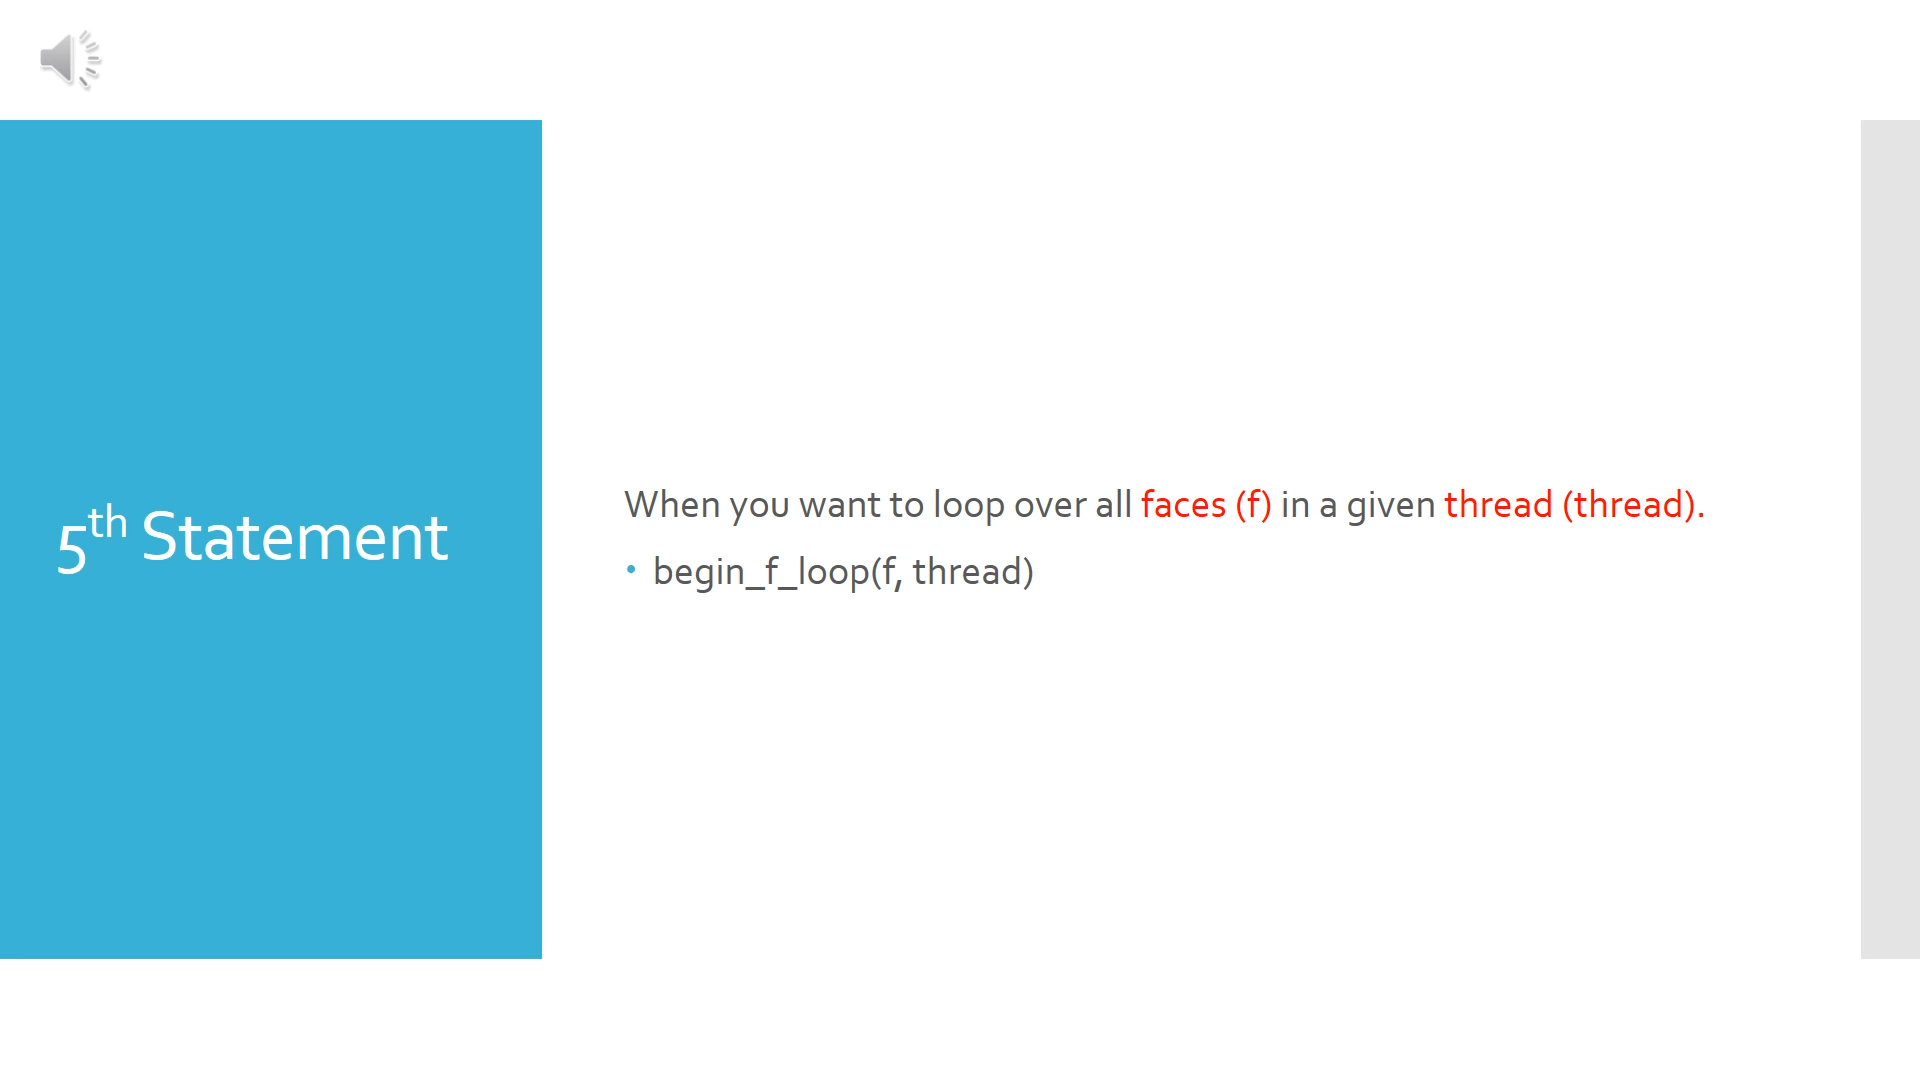 5th Statement
When you want to loop over all faces (f) in a given thread (thread).
• begin_f_loop(f, thread)